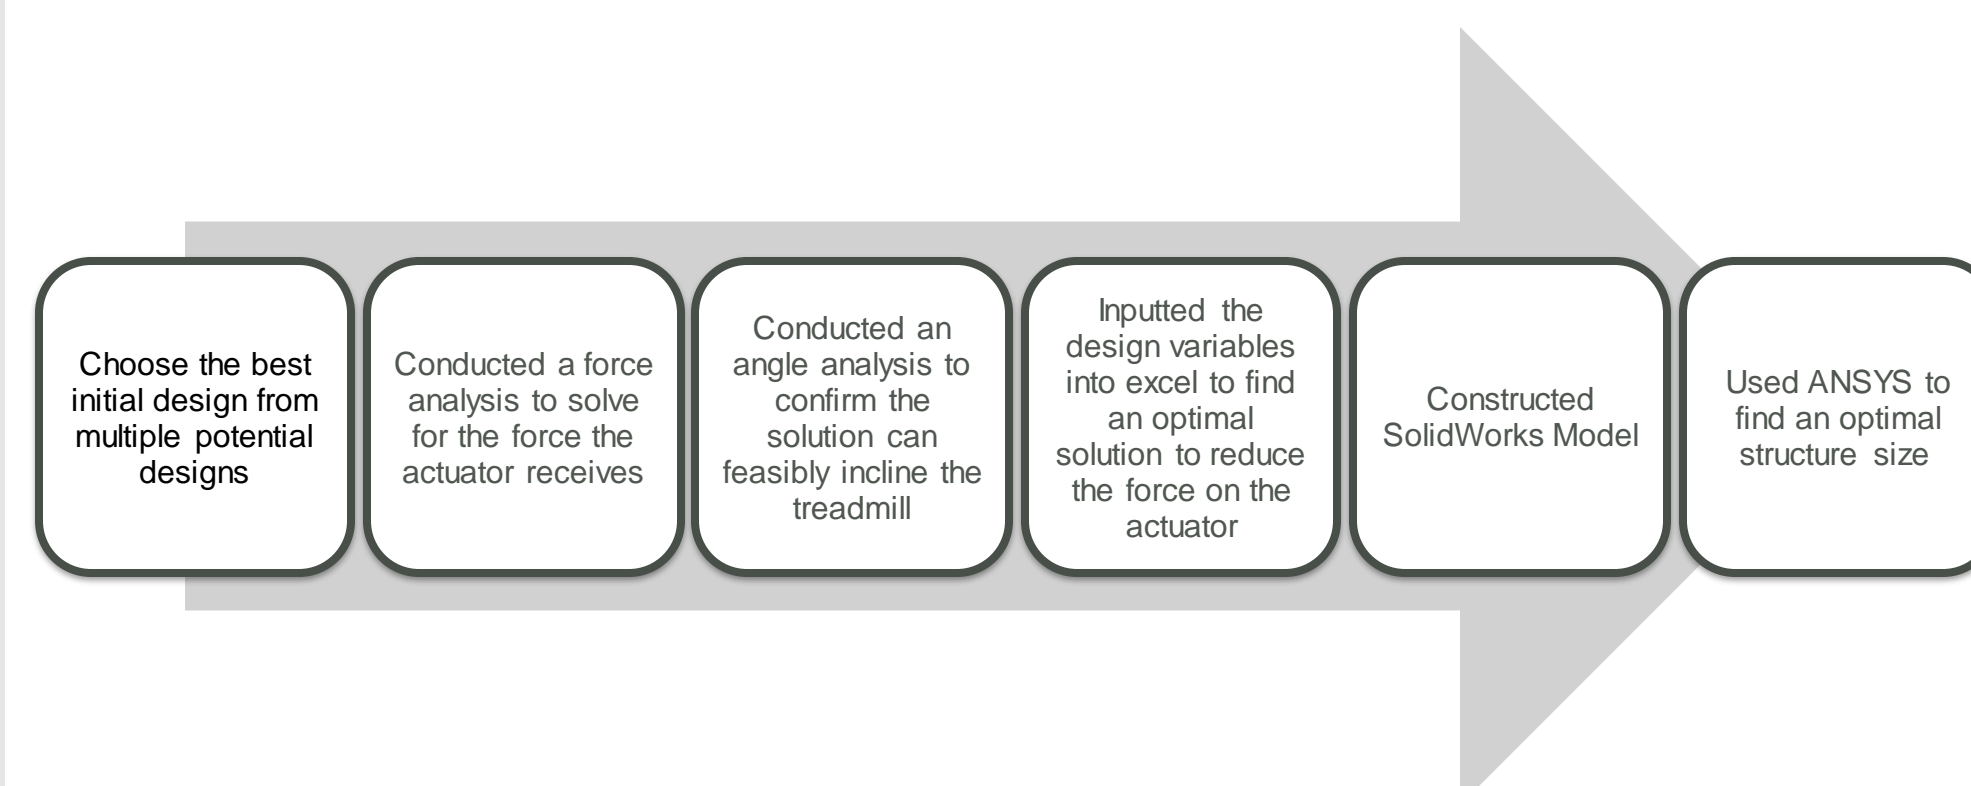 Choose the best
initial design from
multiple potential
designs
Conducted a force
analysis to solve
for the force the
actuator receives
Conducted an
angle analysis to
confirm the
solution can
feasibly incline the
treadmill
Inputted the
design variables
into excel to find
an optimal
solution to reduce
the force on the
actuator
Constructed
SolidWorks Model
Used ANSYS to
find an optimal
structure size